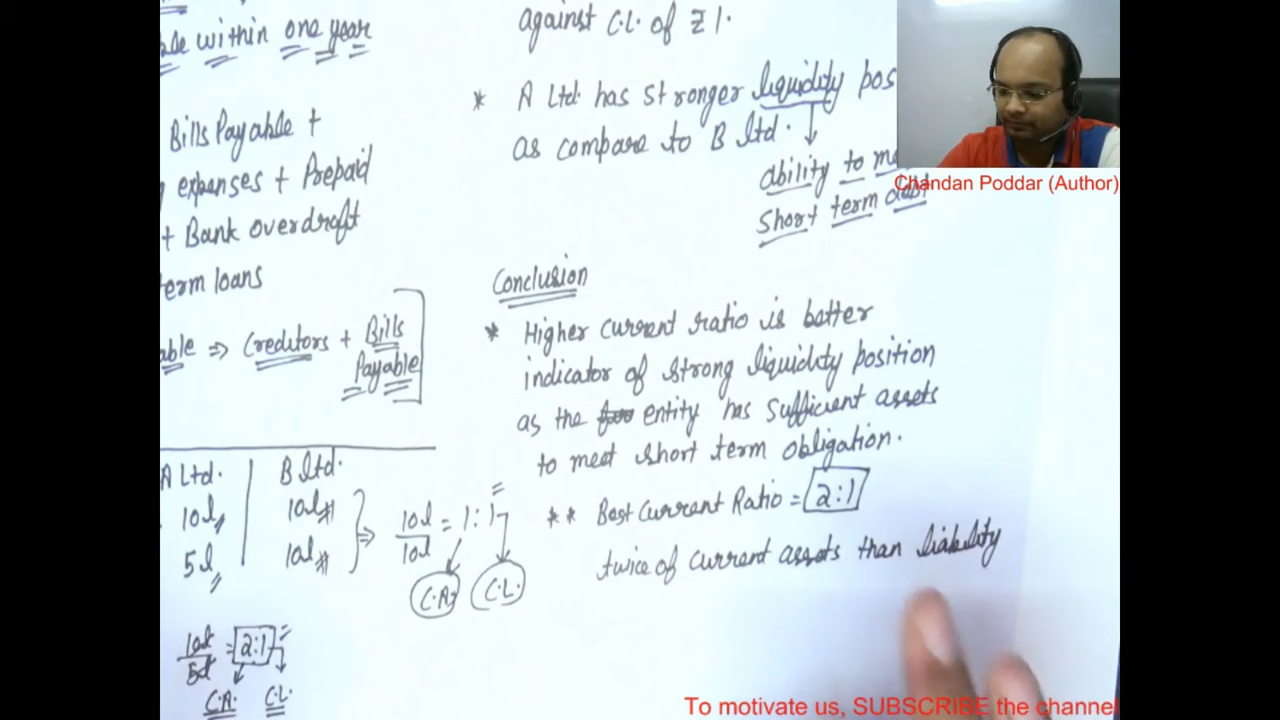 able within one year
Bills Payable +
expenses + Prepaid
+ Bank overdraft
term loans
able ⇒ Creditors + Bills
Payable
A Ltd. B Ltd.
10l 10l
5l 10l
10l/10l = 1:1
C.A. C.L.
10l/5l = 2:1
C.A. C.L.
against C.L. of ₹ 1.
* A Ltd. has stronger liquidity pos
as compare to B Ltd.
ability to me
short term debt
Conclusion
* Higher current ratio is better
indicator of strong liquidity position
as the entity has sufficient assets
to meet short term obligation.
** Best Current Ratio = 2:1
twice of current assets than liability
Chandan Poddar (Author)
To motivate us, SUBSCRIBE the channel